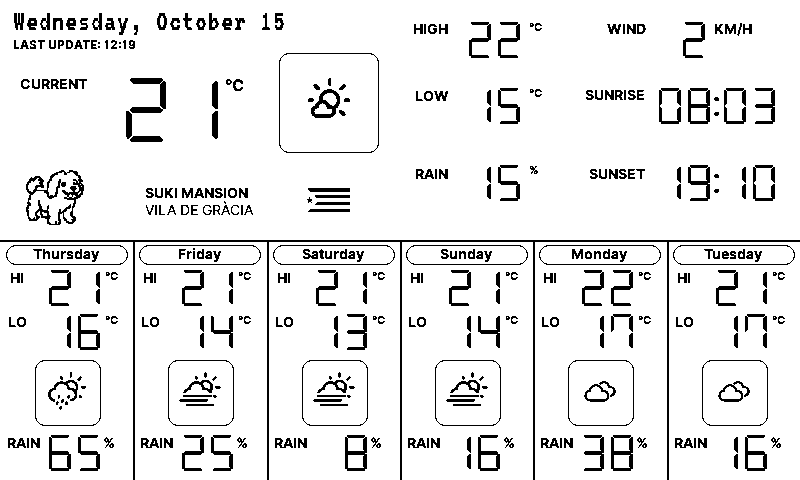 Wednesday, October 15
LAST UPDATE: 12:19
CURRENT 21 °C
HIGH 22 °C
WIND 2 KM/H
LOW 15 °C
SUNRISE 08:03
RAIN 15 %
SUNSET 19:10
SUKI MANSION
VILA DE GRÀCIA
Thursday
HI 21 °C
LO 16 °C
RAIN 65 %
Friday
HI 21 °C
LO 14 °C
RAIN 25 %
Saturday
HI 21 °C
LO 13 °C
RAIN 8 %
Sunday
HI 21 °C
LO 14 °C
RAIN 16 %
Monday
HI 22 °C
LO 17 °C
RAIN 38 %
Tuesday
HI 21 °C
LO 17 °C
RAIN 16 %